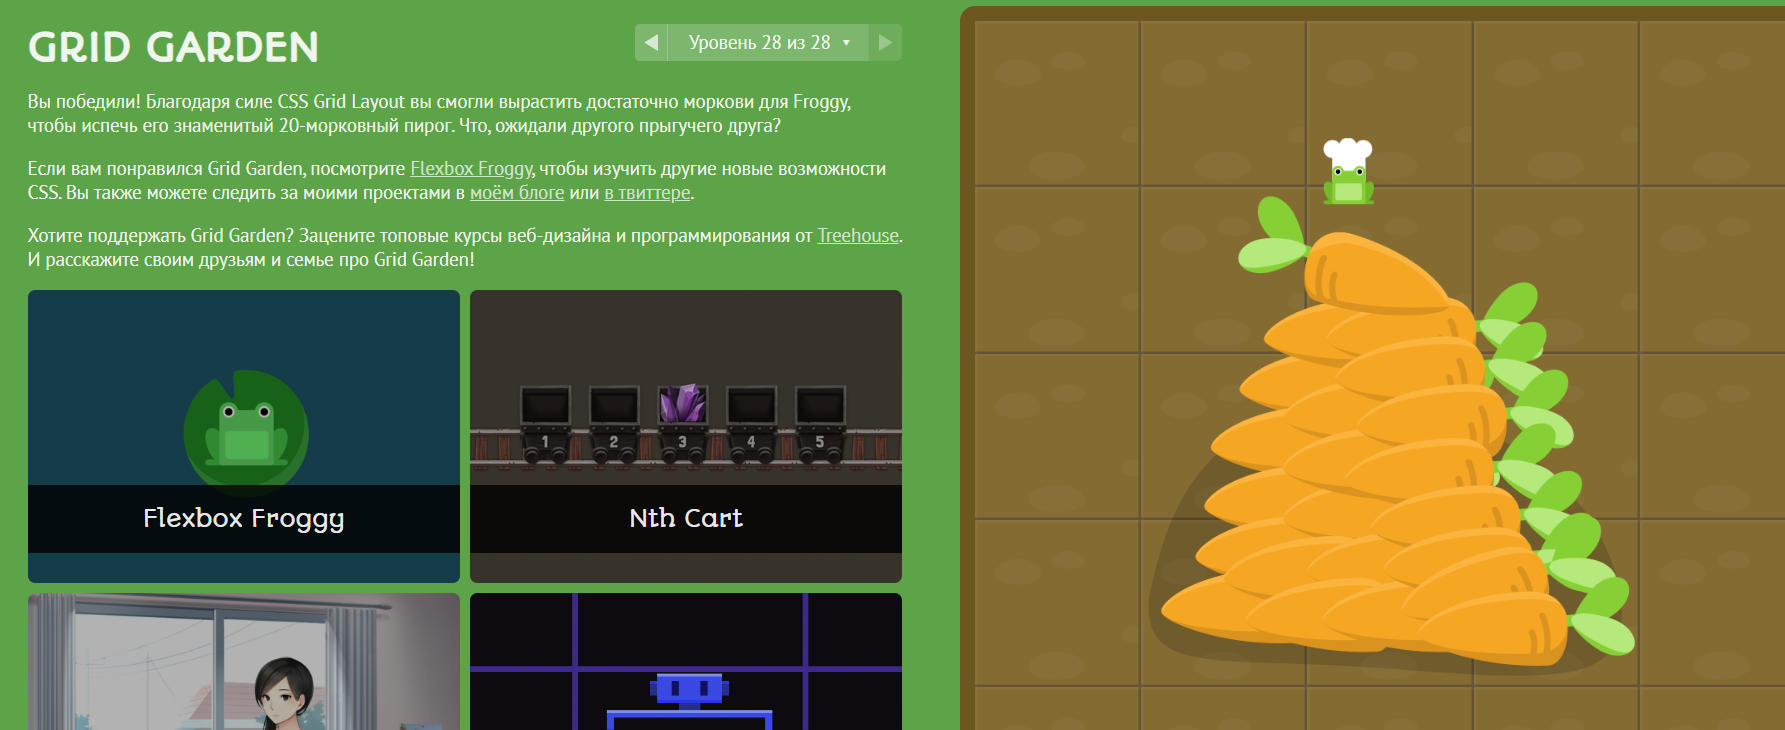 GRID GARDEN
Уровень 28 из 28
Вы победили! Благодаря силе CSS Grid Layout вы смогли вырастить достаточно моркови для Froggy,
чтобы испечь его знаменитый 20-морковный пирог. Что, ожидали другого прыгучего друга?
Если вам понравился Grid Garden, посмотрите Flexbox Froggy, чтобы изучить другие новые возможности
CSS. Вы также можете следить за моими проектами в моём блоге или в твиттере.
Хотите поддержать Grid Garden? Зацените топовые курсы веб-дизайна и программирования от Treehouse.
И расскажите своим друзьям и семье про Grid Garden!
1 2 3 4 5
Flexbox Froggy
Nth Cart